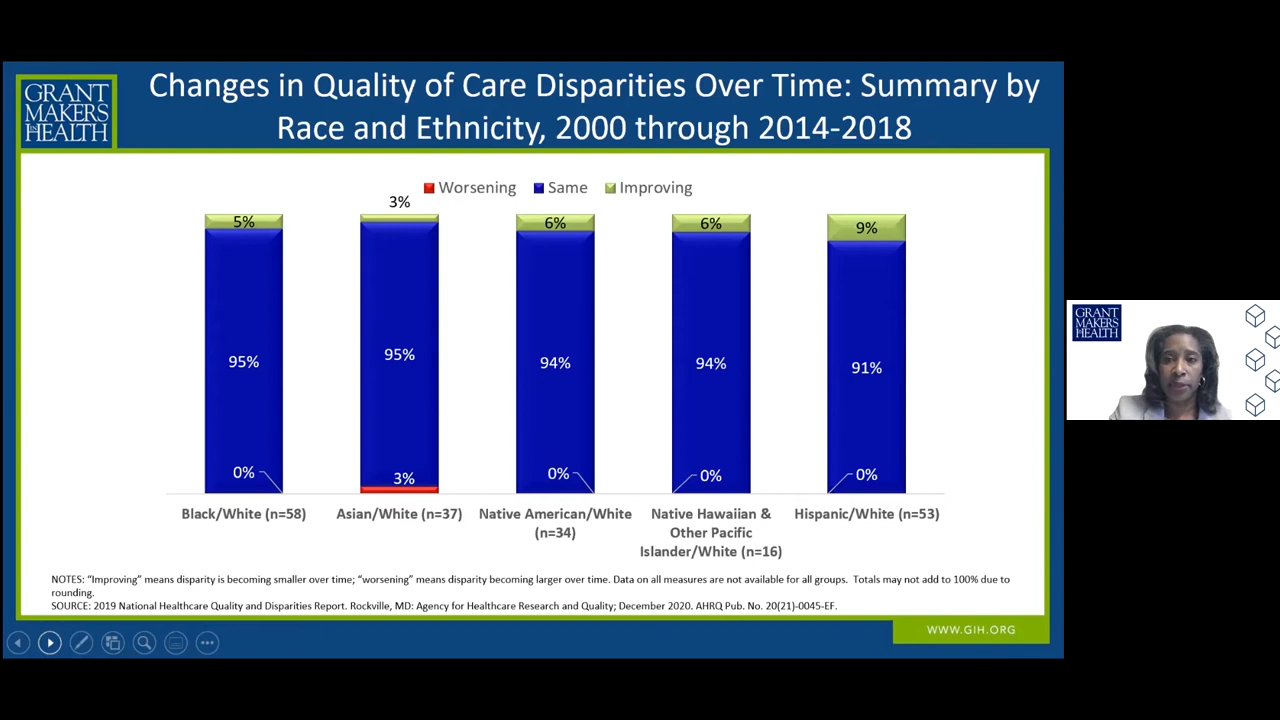 GRANT
MAKERS
IN
HEALTH
Changes in Quality of Care Disparities Over Time: Summary by
Race and Ethnicity, 2000 through 2014-2018
Worsening Same Improving
5% 3% 6% 6% 9%
95% 95% 94% 94% 91%
0% 3% 0% 0% 0%
Black/White (n=58)
Asian/White (n=37)
Native American/White
(n=34)
Native Hawaiian &
Other Pacific
Islander/White (n=16)
Hispanic/White (n=53)
NOTES: “Improving” means disparity is becoming smaller over time; “worsening” means disparity becoming larger over time. Data on all measures are not available for all groups. Totals may not add to 100% due to
rounding.
SOURCE: 2019 National Healthcare Quality and Disparities Report. Rockville, MD: Agency for Healthcare Research and Quality; December 2020. AHRQ Pub. No. 20(21)-0045-EF.
WWW.GIH.ORG
GRANT
MAKERS
IN
HEALTH